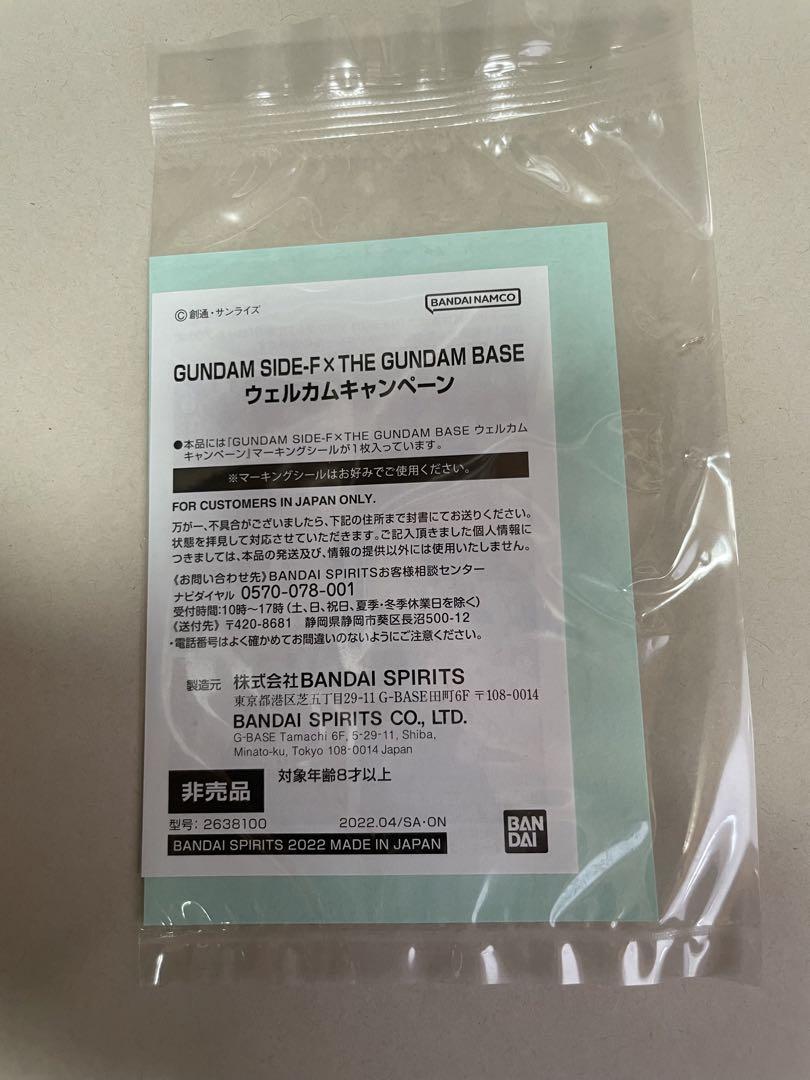 ©創通・サンライズ
BANDAI NAMCO
GUNDAM SIDE-F×THE GUNDAM BASE
ウェルカムキャンペーン
●本品には『GUNDAM SIDE-F×THE GUNDAM BASE ウェルカム
キャンペーン』マーキングシールが1枚入っています。
※マーキングシールはお好みでご使用ください。
FOR CUSTOMERS IN JAPAN ONLY.
万が一、不具合がございましたら、下記の住所まで封書にてお送りください。
状態を拝見して対応させていただきます。ご記入頂きました個人情報に
つきましては、本品の発送及び、情報の提供以外には使用いたしません。
《お問い合わせ先》BANDAI SPIRITSお客様相談センター
ナビダイヤル 0570-078-001
受付時間:10時～17時(土、日、祝日、夏季・冬季休業日を除く)
《送付先》〒420-8681 静岡県静岡市葵区長沼500-12
・電話番号はよく確かめてお間違いのないようにご注意ください。
製造元 株式会社BANDAI SPIRITS
東京都港区芝五丁目29-11 G-BASE田町6F 〒108-0014
BANDAI SPIRITS CO., LTD.
G-BASE Tamachi 6F, 5-29-11, Shiba,
Minato-ku, Tokyo 108-0014 Japan
非売品 対象年齢8才以上
型号: 2638100 2022.04/SA・ON
BANDAI SPIRITS 2022 MADE IN JAPAN
BAN
DAI